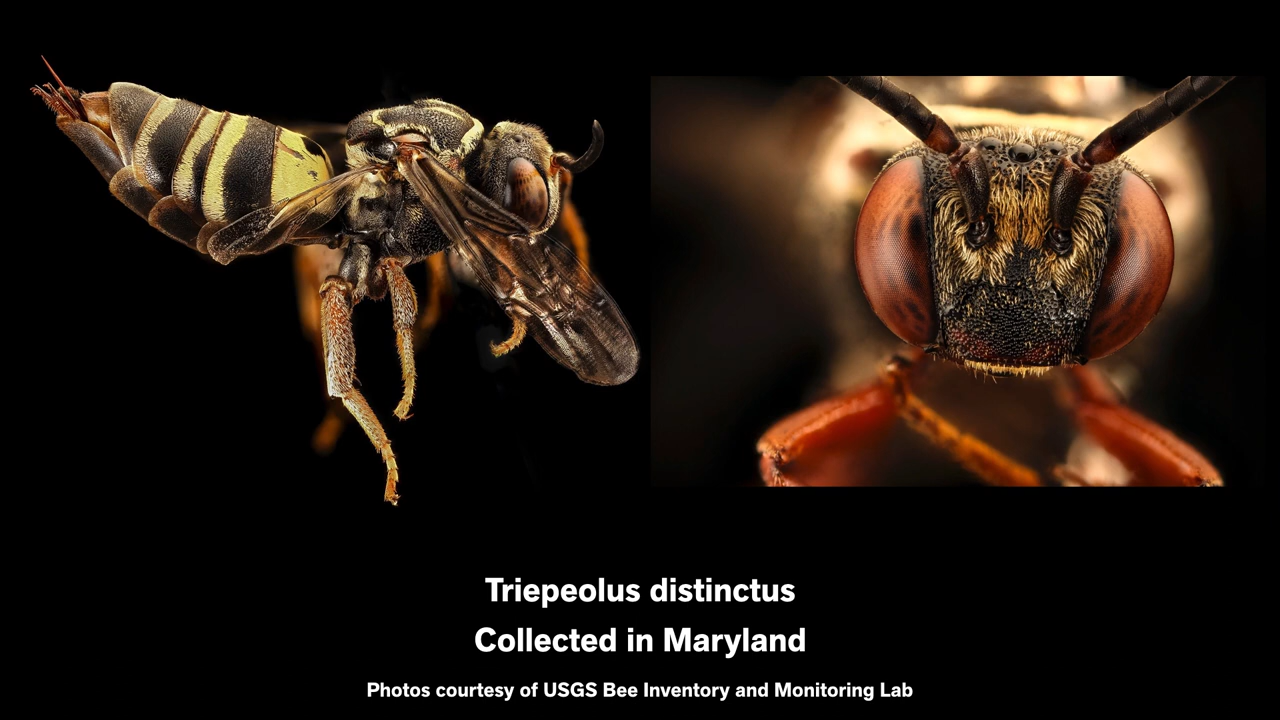 Triepeolus distinctus
Collected in Maryland
Photos courtesy of USGS Bee Inventory and Monitoring Lab